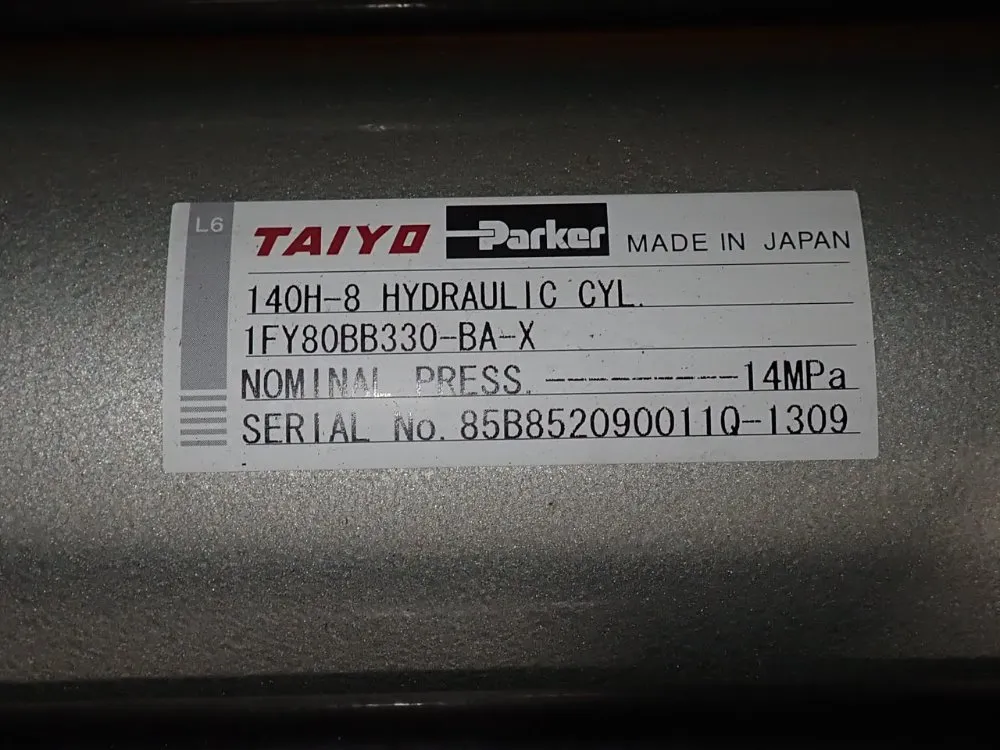 L6
TAIYO Parker MADE IN JAPAN
140H-8 HYDRAULIC CYL.
1FY80BB330-BA-X
NOMINAL PRESS.----------14MPa
SERIAL No. 85B852090011Q-1309